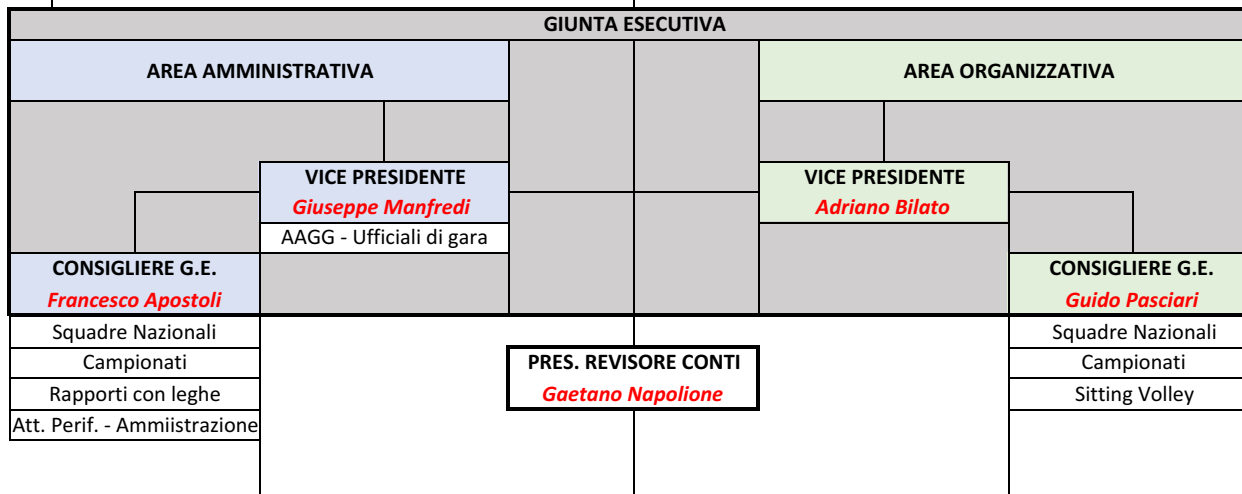 GIUNTA ESECUTIVA
AREA AMMINISTRATIVA
AREA ORGANIZZATIVA
VICE PRESIDENTE
Giuseppe Manfredi
AAGG - Ufficiali di gara
VICE PRESIDENTE
Adriano Bilato
CONSIGLIERE G.E.
Francesco Apostoli
Squadre Nazionali
Campionati
Rapporti con leghe
Att. Perif. - Ammiistrazione
PRES. REVISORE CONTI
Gaetano Napolione
CONSIGLIERE G.E.
Guido Pasciari
Squadre Nazionali
Campionati
Sitting Volley